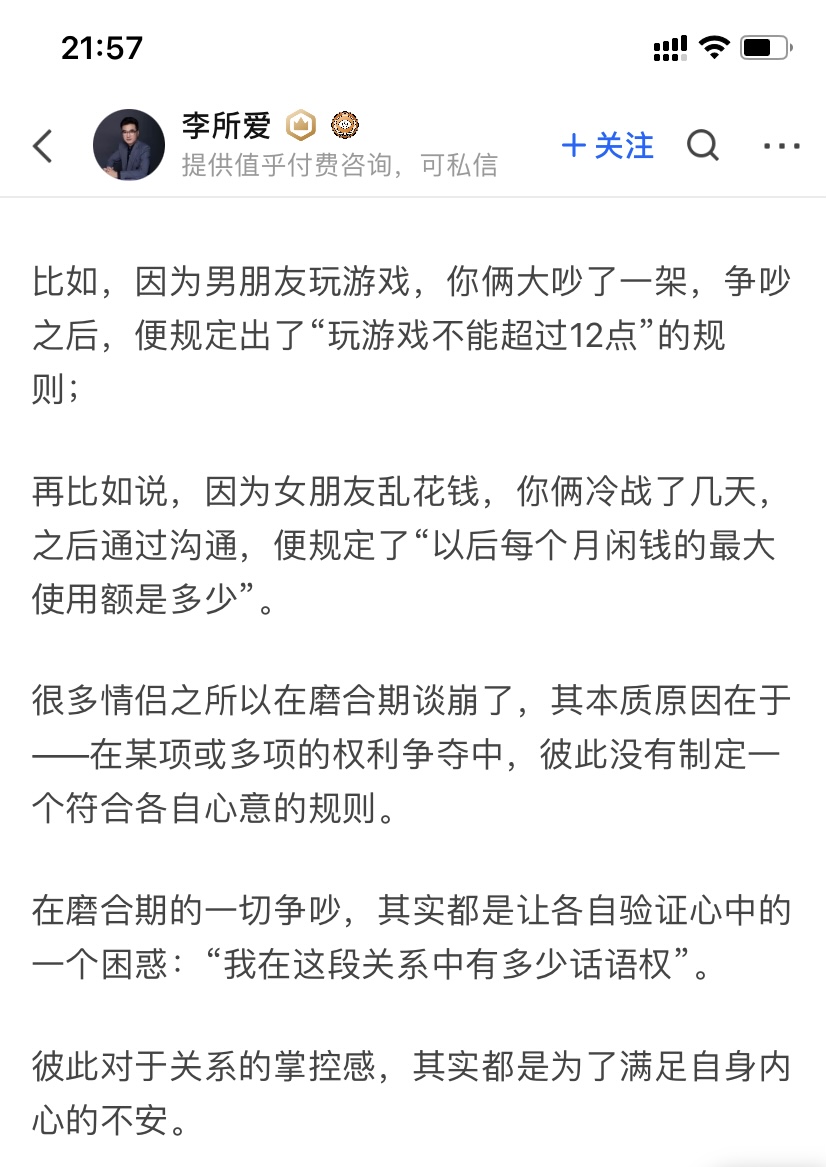 21:57
李所爱
提供值乎付费咨询，可私信
+ 关注
比如，因为男朋友玩游戏，你俩大吵了一架，争吵
之后，便规定出了“玩游戏不能超过12点”的规
则；
再比如说，因为女朋友乱花钱，你俩冷战了几天，
之后通过沟通，便规定了“以后每个月闲钱的最大
使用额是多少”。
很多情侣之所以在磨合期谈崩了，其本质原因在于
——在某项或多项的权利争夺中，彼此没有制定一
个符合各自心意的规则。
在磨合期的一切争吵，其实都是让各自验证心中的
一个困惑：“我在这段关系中有多少话语权”。
彼此对于关系的掌控感，其实都是为了满足自身内
心的不安。